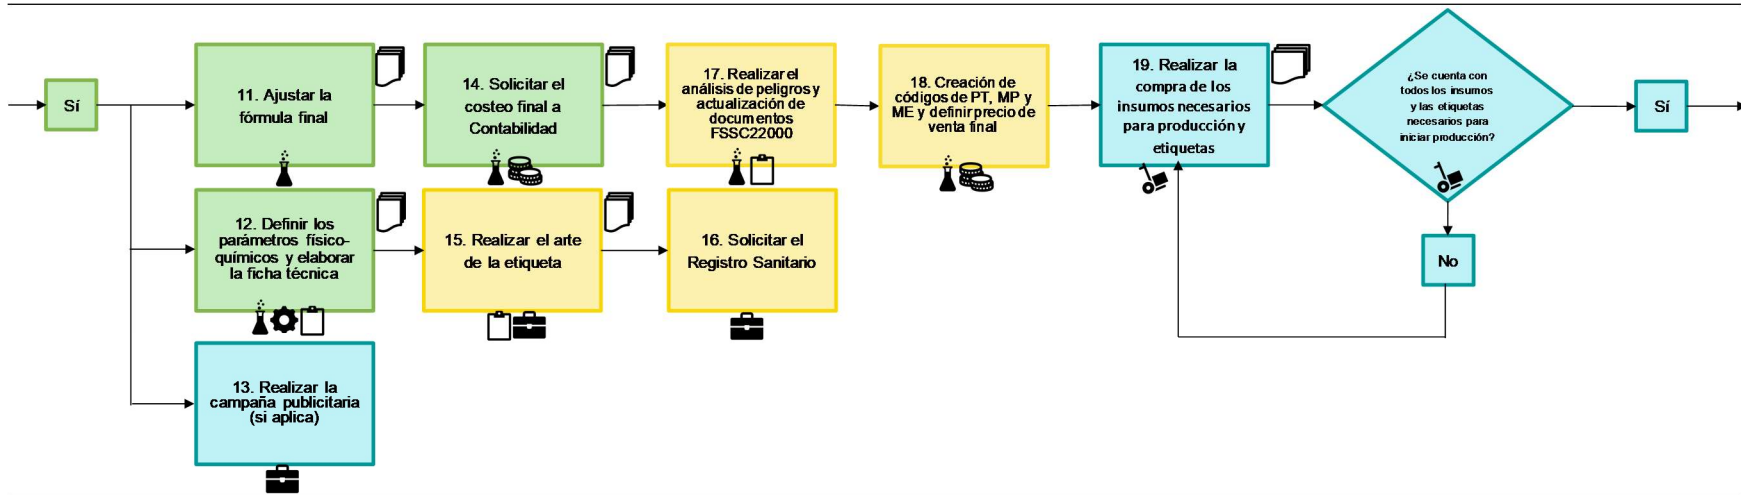 Sí
11. Ajustar la
fórmula final
14. Solicitar el
costeo final a
Contabilidad
17. Realizar el
análisis de peligros y
actualización de
documentos
FSSC22000
18. Creación de
códigos de PT, MP y
ME y definir precio de
venta final
19. Realizar la
compra de los
insumos necesarios
para producción y
etiquetas
¿Se cuenta con
todos los insumos
y las etiquetas
necesarios para
iniciar producción?
Sí
12. Definir los
parámetros físico-
químicos y elaborar
la ficha técnica
15. Realizar el arte
de la etiqueta
16. Solicitar el
Registro Sanitario
No
13. Realizar la
campaña publicitaria
(si aplica)